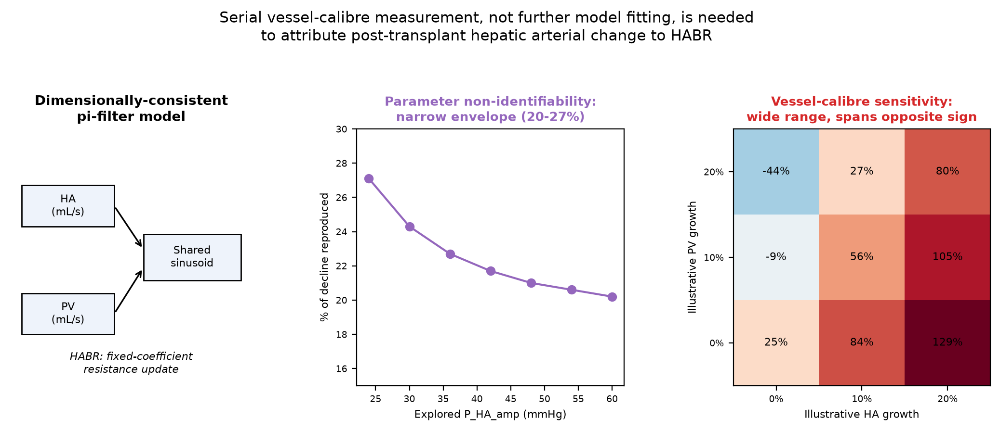 Serial vessel-calibre measurement, not further model fitting, is needed
to attribute post-transplant hepatic arterial change to HABR
Dimensionally-consistent
pi-filter model
HA
(mL/s)
Shared
sinusoid
PV
(mL/s)
HABR: fixed-coefficient
resistance update
Parameter non-identifiability:
narrow envelope (20-27%)
% of decline reproduced
30
28
26
24
22
20
18
16
25 30 35 40 45 50 55 60
Explored P_HA_amp (mmHg)
Vessel-calibre sensitivity:
wide range, spans opposite sign
Illustrative PV growth
20% -44% 27% 80%
10% -9% 56% 105%
0% 25% 84% 129%
0% 10% 20%
Illustrative HA growth